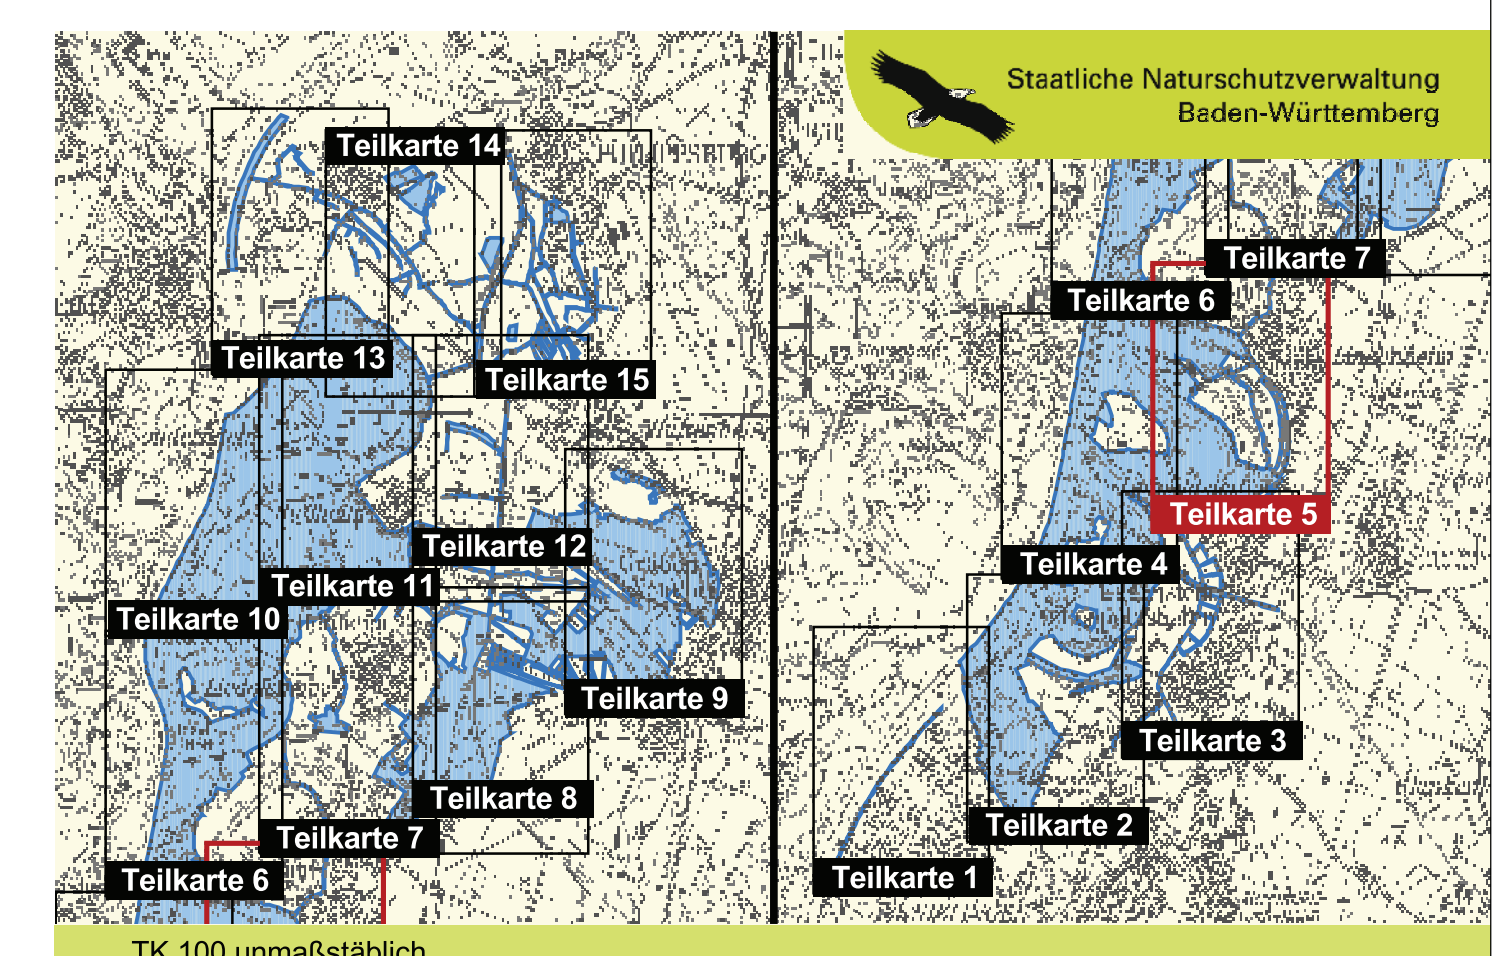 Staatliche Naturschutzverwaltung
Baden-Württemberg
Teilkarte 14
Teilkarte 13
Teilkarte 15
Teilkarte 12
Teilkarte 11
Teilkarte 10
Teilkarte 9
Teilkarte 8
Teilkarte 7
Teilkarte 6
Teilkarte 7
Teilkarte 6
Teilkarte 5
Teilkarte 4
Teilkarte 3
Teilkarte 2
Teilkarte 1
TK 100 unmaßstäblich